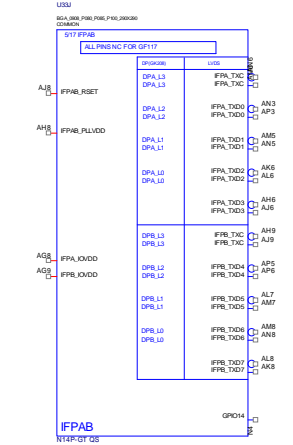 U33J
BGA_0908_P080_P085_P100_290X290
COMMON
5/17 IFPAB
ALL PINS NC FOR GF117
DP(GK208) LVDS
AJ8 IFPAB_RSET
AH8 IFPAB_PLLVDD
AG8 IFPA_IOVDD
AG9 IFPB_IOVDD
DPA_L3 IFPA_TXC
DPA_L3 IFPA_TXC
DPA_L2 IFPA_TXD0 AN3
DPA_L2 IFPA_TXD0 AP3
DPA_L1 IFPA_TXD1 AM5
DPA_L1 IFPA_TXD1 AN5
DPA_L0 IFPA_TXD2 AK6
DPA_L0 IFPA_TXD2 AL6
IFPA_TXD3 AH6
IFPA_TXD3 AJ6
DPB_L3 IFPB_TXC AH9
DPB_L3 IFPB_TXC AJ9
DPB_L2 IFPB_TXD4 AP5
DPB_L2 IFPB_TXD4 AP6
DPB_L1 IFPB_TXD5 AL7
DPB_L1 IFPB_TXD5 AM7
DPB_L0 IFPB_TXD6 AM8
DPB_L0 IFPB_TXD6 AN8
IFPB_TXD7 AL8
IFPB_TXD7 AK8
GPIO14
N4
IFPAB
N14P-GT QS